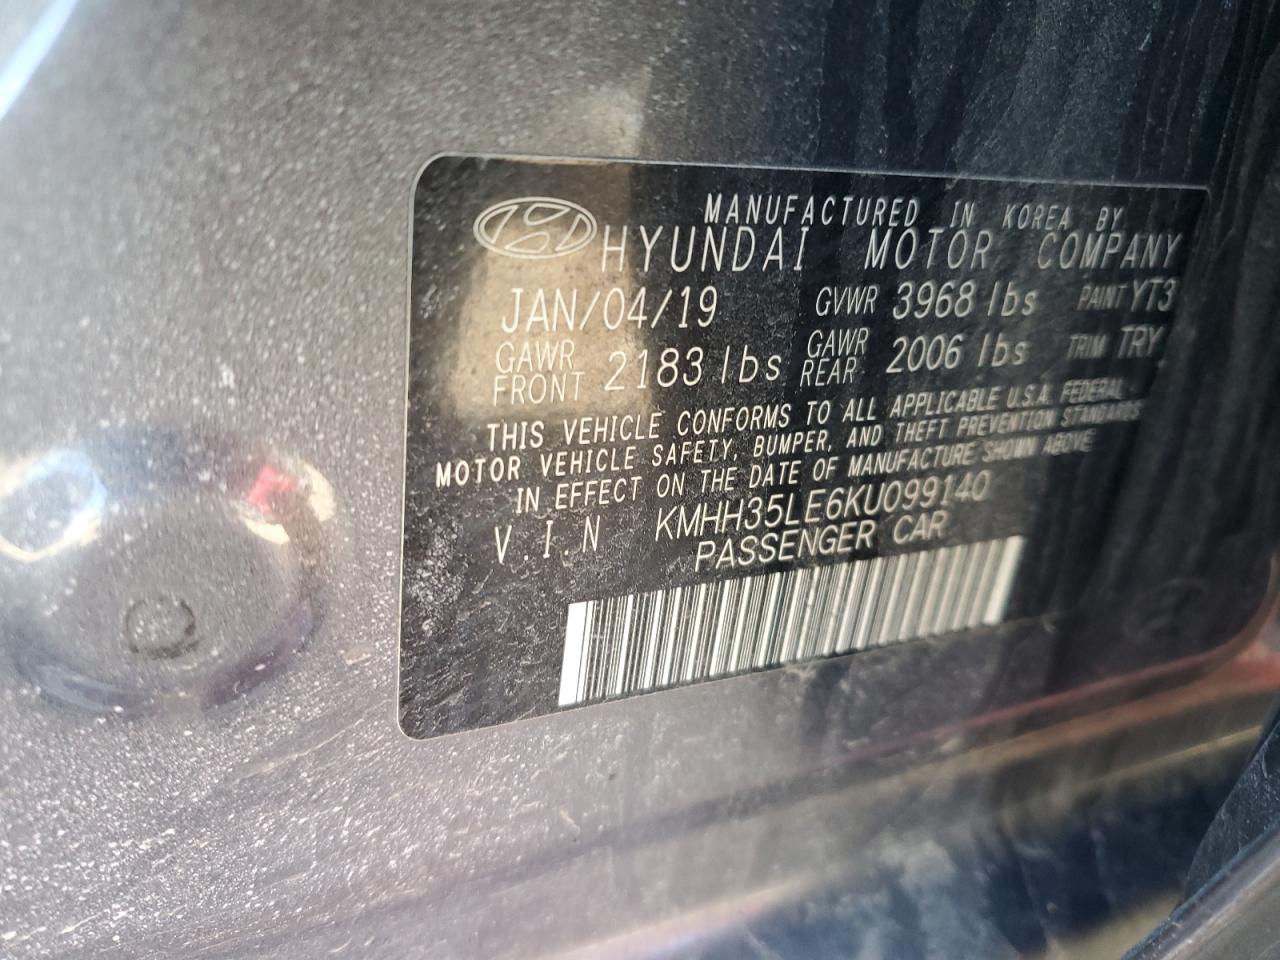 MANUFACTURED IN KOREA BY
HYUNDAI MOTOR COMPANY
JAN/04/19 GVWR 3968 lbs PAINT YT3
GAWR FRONT 2183 lbs GAWR REAR 2006 lbs TRIM TRY
THIS VEHICLE CONFORMS TO ALL APPLICABLE U.S.A. FEDERAL
MOTOR VEHICLE SAFETY, BUMPER, AND THEFT PREVENTION STANDARDS
IN EFFECT ON THE DATE OF MANUFACTURE SHOWN ABOVE
V.I.N KMHH35LE6KU099140
PASSENGER CAR